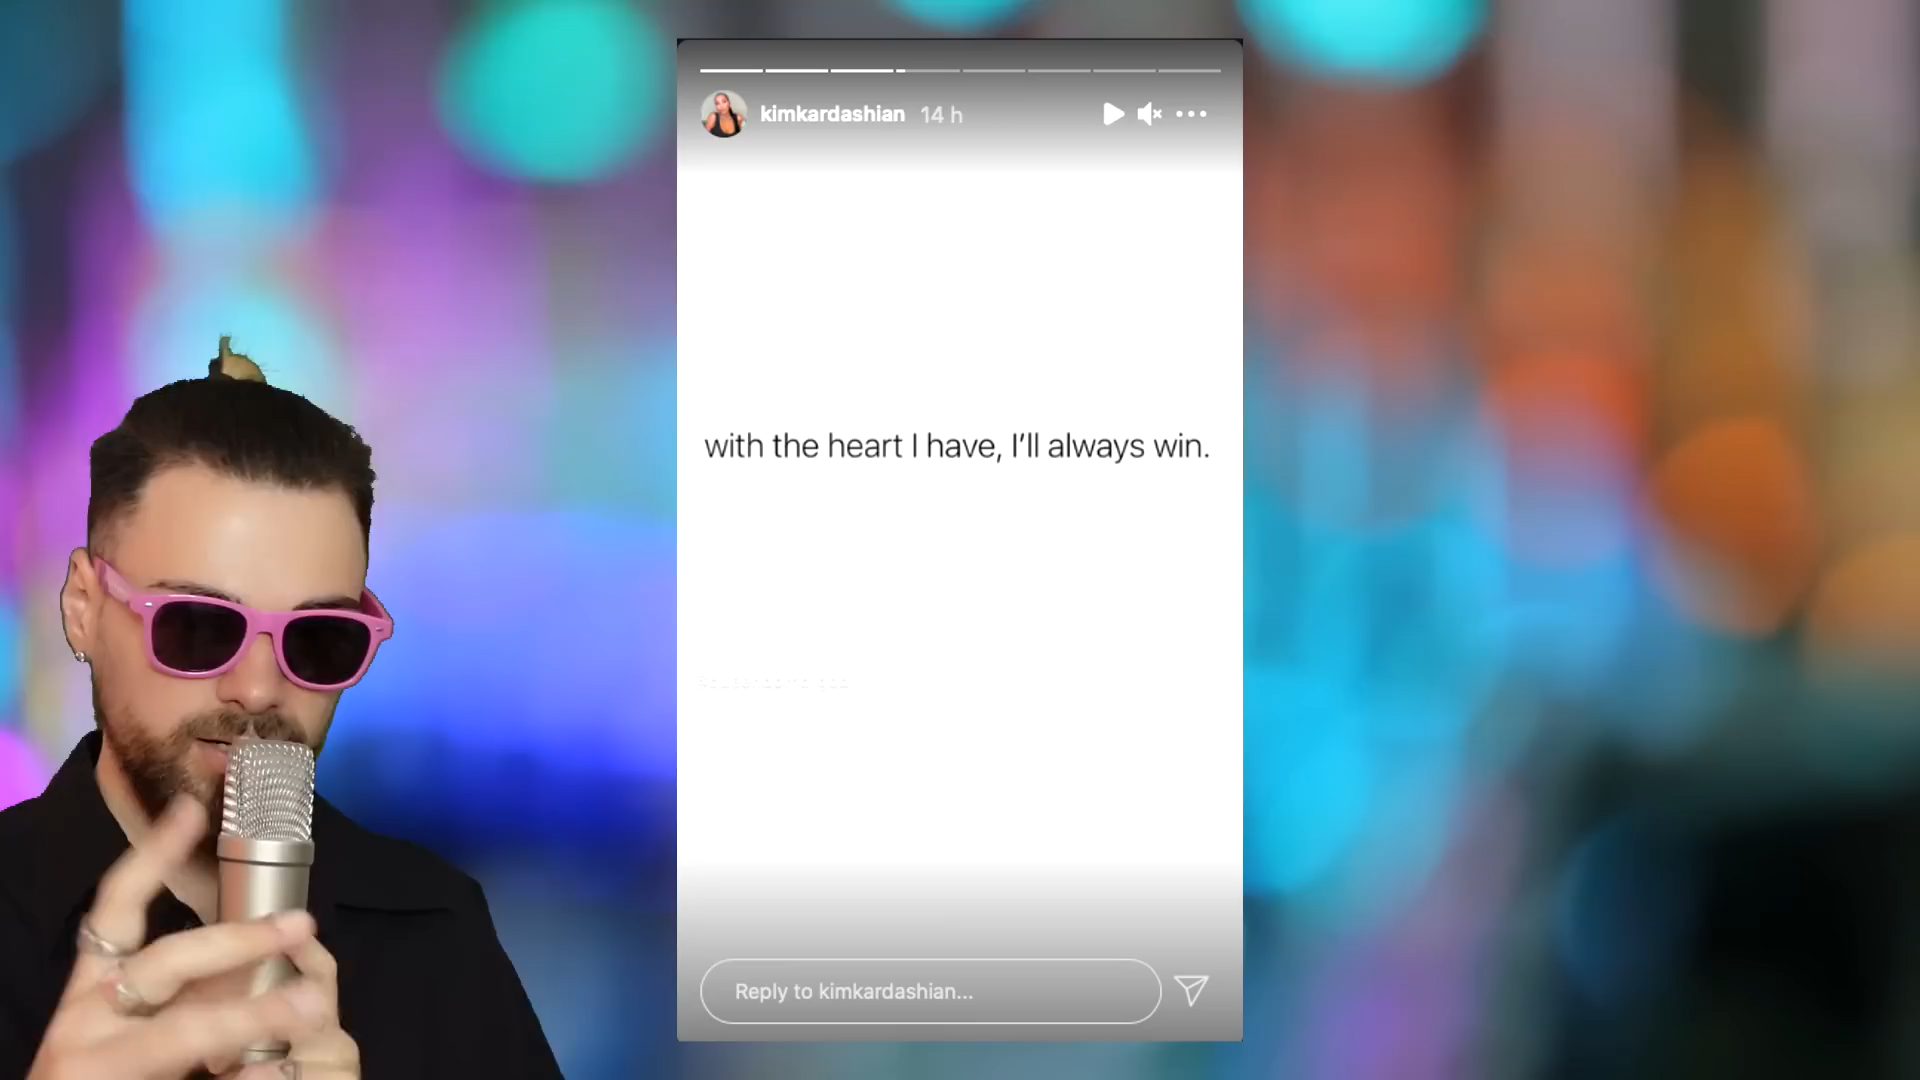 kimkardashian 14 h
with the heart I have, I'll always win.
Reply to kimkardashian...